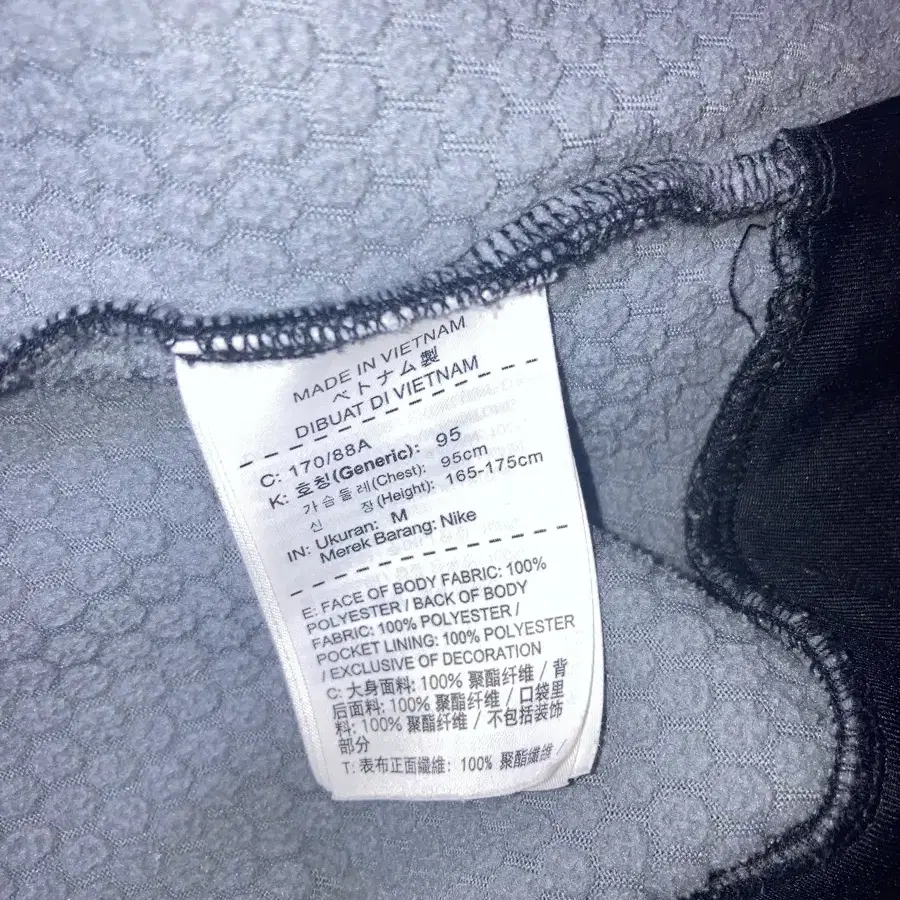 MADE IN VIETNAM
ベトナム製
DIBUAT DI VIETNAM
C: 170/88A
K: 호칭(Generic): 95
가슴둘레(Chest): 95cm
신 장(Height): 165-175cm
IN: Ukuran: M
Merek Barang: Nike
E: FACE OF BODY FABRIC: 100%
POLYESTER / BACK OF BODY
FABRIC: 100% POLYESTER /
POCKET LINING: 100% POLYESTER
/ EXCLUSIVE OF DECORATION
C: 大身面料: 100% 聚酯纤维 / 背
后面料: 100% 聚酯纤维 / 口袋里
料: 100% 聚酯纤维 / 不包括装饰
部分
T: 表布正面纖維: 100% 聚酯纖維 /